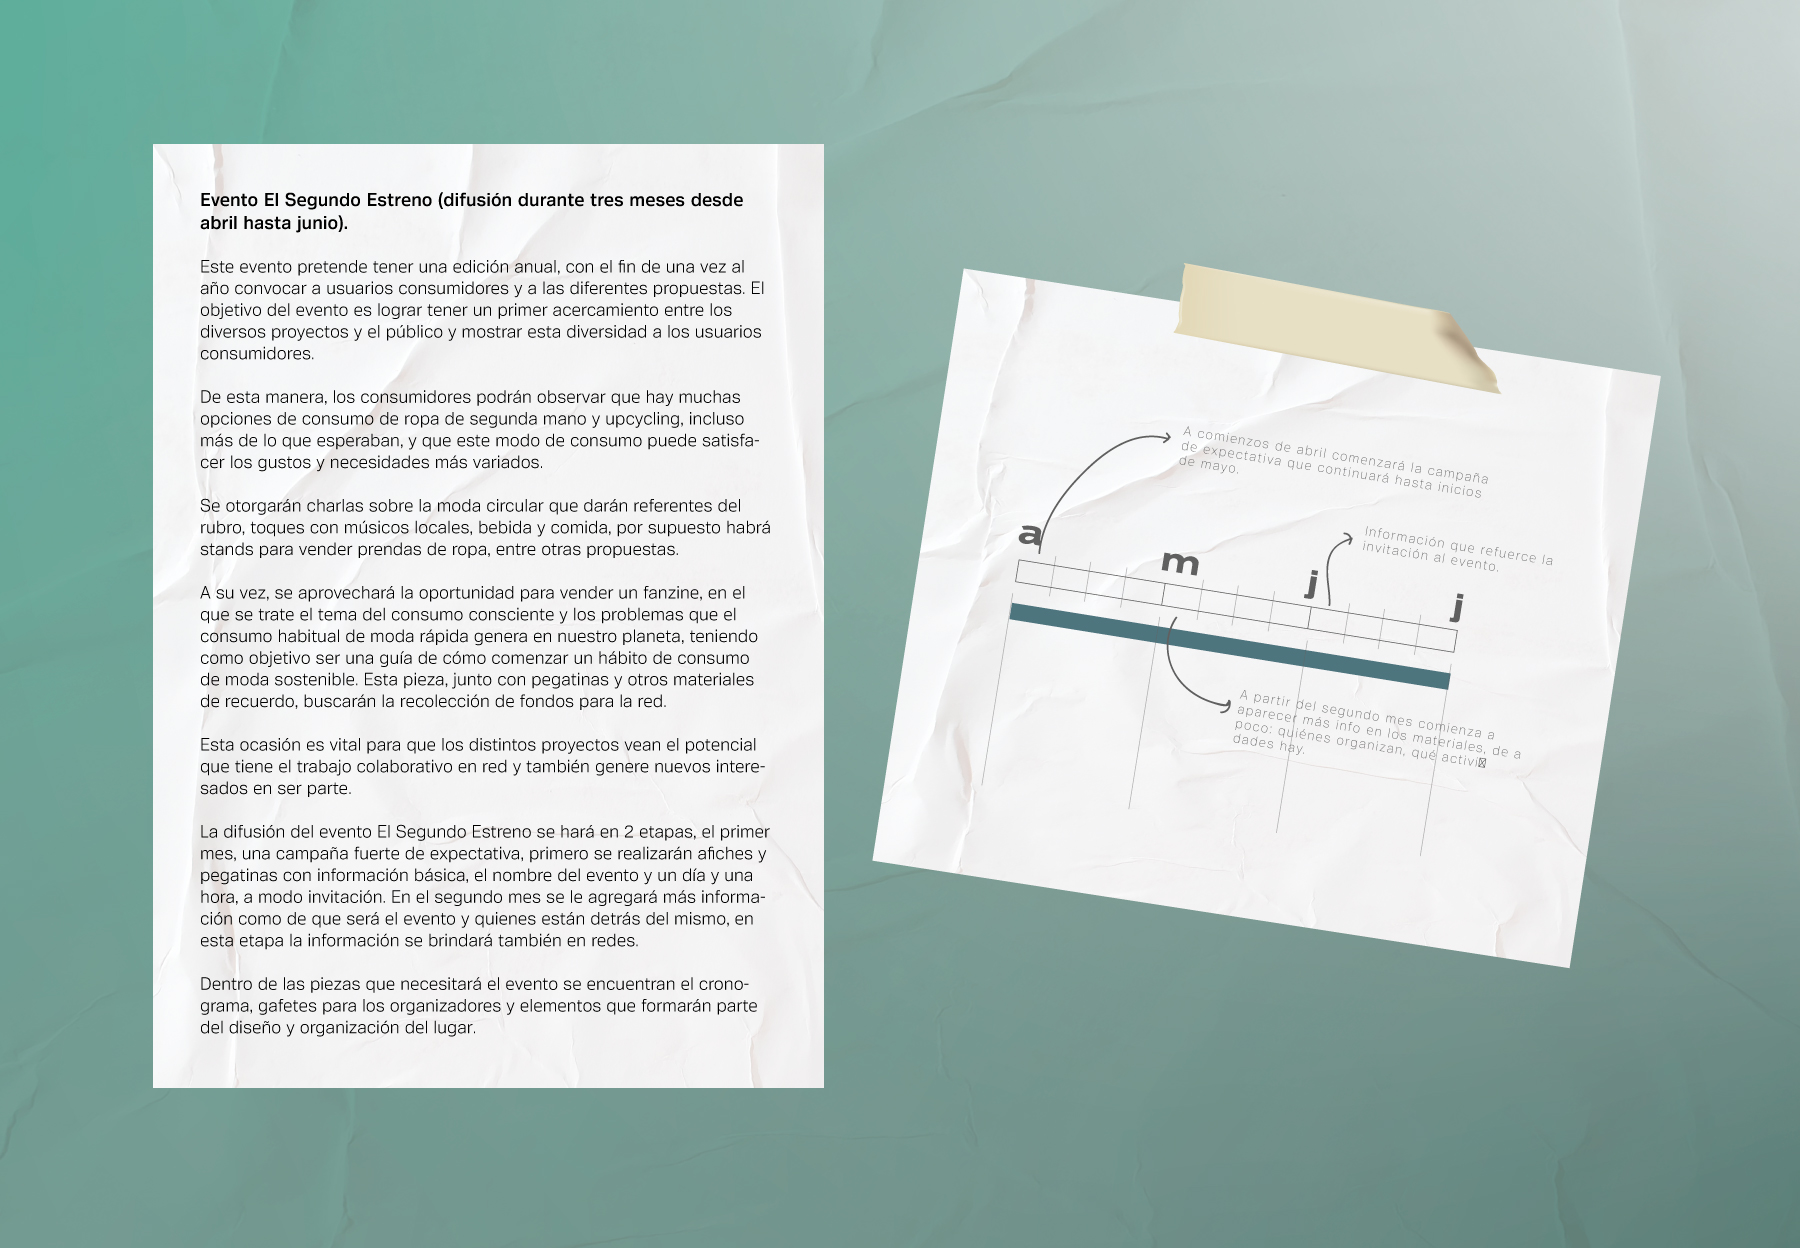 Evento El Segundo Estreno (difusión durante tres meses desde
abril hasta junio).
Este evento pretende tener una edición anual, con el fin de una vez al
año convocar a usuarios consumidores y a las diferentes propuestas. El
objetivo del evento es lograr tener un primer acercamiento entre los
diversos proyectos y el público y mostrar esta diversidad a los usuarios
consumidores.
De esta manera, los consumidores podrán observar que hay muchas
opciones de consumo de ropa de segunda mano y upcycling, incluso
más de lo que esperaban, y que este modo de consumo puede satisfa-
cer los gustos y necesidades más variados.
Se otorgarán charlas sobre la moda circular que darán referentes del
rubro, toques con músicos locales, bebida y comida, por supuesto habrá
stands para vender prendas de ropa, entre otras propuestas.
A su vez, se aprovechará la oportunidad para vender un fanzine, en el
que se trate el tema del consumo consciente y los problemas que el
consumo habitual de moda rápida genera en nuestro planeta, teniendo
como objetivo ser una guía de cómo comenzar un hábito de consumo
de moda sostenible. Esta pieza, junto con pegatinas y otros materiales
de recuerdo, buscarán la recolección de fondos para la red.
Esta ocasión es vital para que los distintos proyectos vean el potencial
que tiene el trabajo colaborativo en red y también genere nuevos intere-
sados en ser parte.
La difusión del evento El Segundo Estreno se hará en 2 etapas, el primer
mes, una campaña fuerte de expectativa, primero se realizarán afiches y
pegatinas con información básica, el nombre del evento y un día y una
hora, a modo invitación. En el segundo mes se le agregará más informa-
ción como de que será el evento y quienes están detrás del mismo, en
esta etapa la información se brindará también en redes.
Dentro de las piezas que necesitará el evento se encuentran el crono-
grama, gafetes para los organizadores y elementos que formarán parte
del diseño y organización del lugar.
A comienzos de abril comenzará la campaña
de expectativa que continuará hasta inicios
de mayo.
Información que refuerce la
invitación al evento.
a
m
j
j
A partir del segundo mes comienza a
aparecer más info en los materiales, de a
poco: quiénes organizan, qué activi
dades hay.